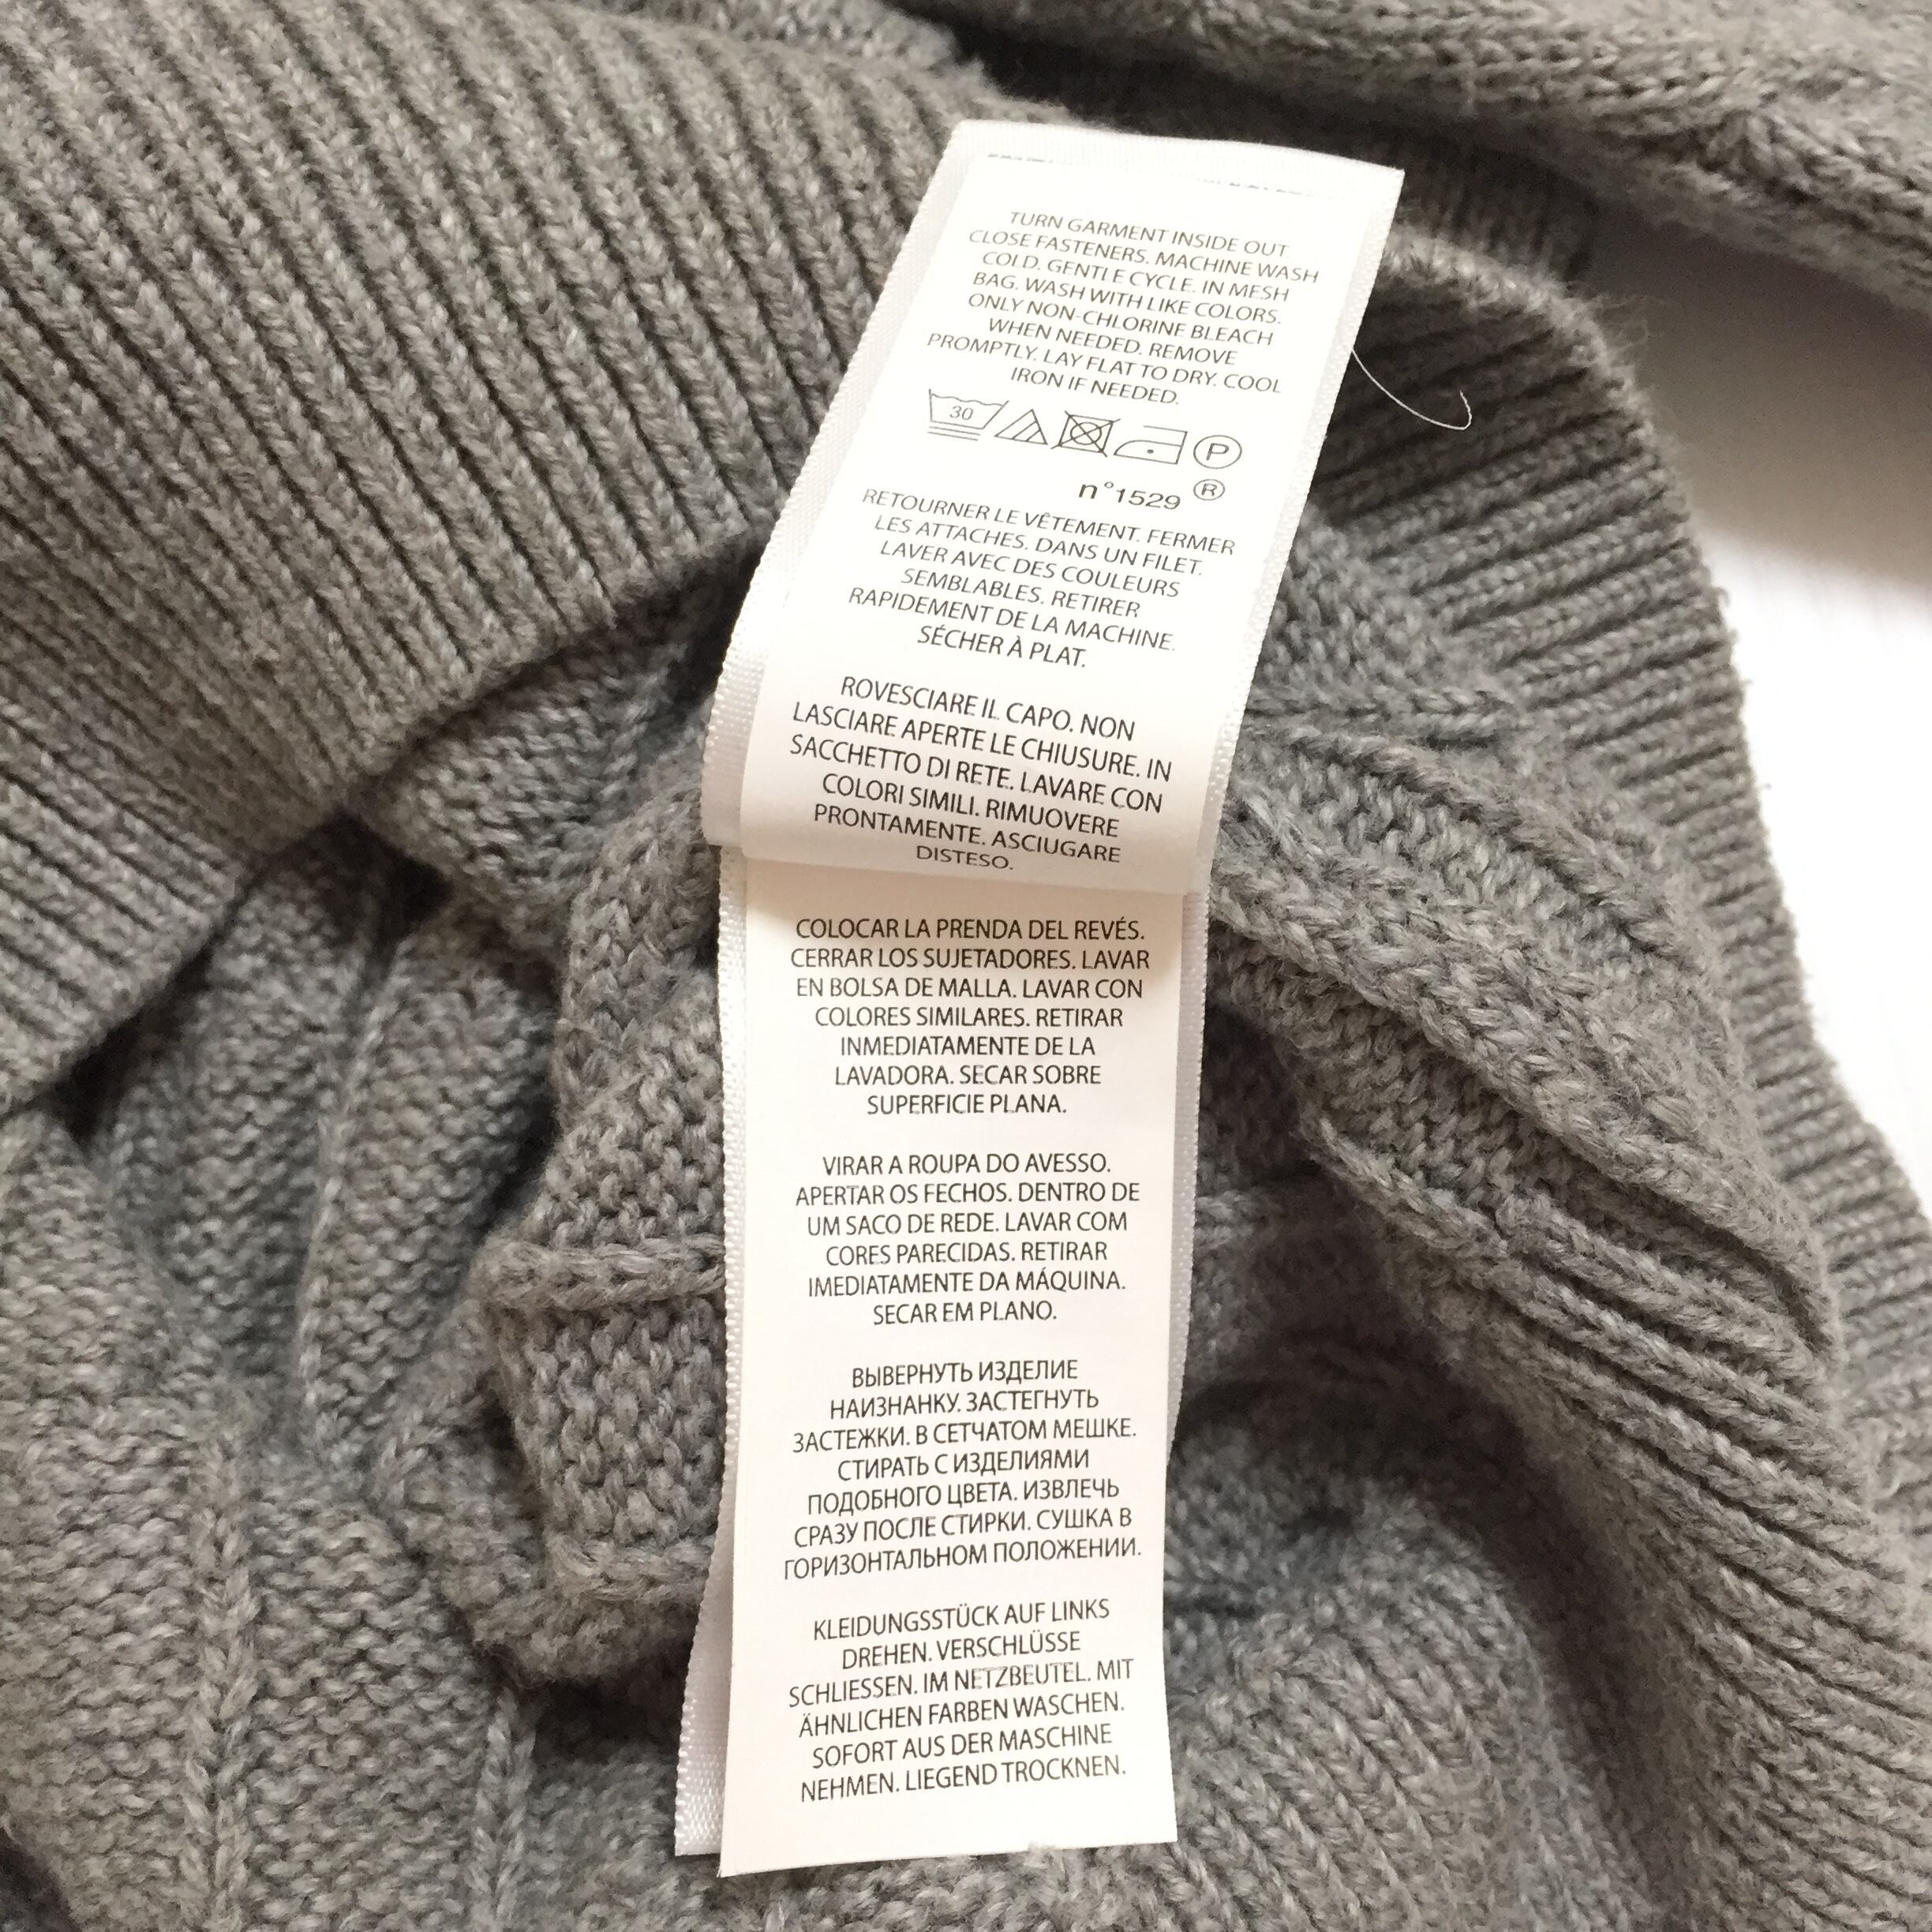 TURN GARMENT INSIDE OUT
CLOSE FASTENERS. MACHINE WASH
COLD. GENTLE CYCLE. IN MESH
BAG. WASH WITH LIKE COLORS.
ONLY NON-CHLORINE BLEACH
WHEN NEEDED. REMOVE
PROMPTLY. LAY FLAT TO DRY. COOL
IRON IF NEEDED.
30 P
n°1529 ®
RETOURNER LE VÊTEMENT. FERMER
LES ATTACHES. DANS UN FILET.
LAVER AVEC DES COULEURS
SEMBLABLES. RETIRER
RAPIDEMENT DE LA MACHINE.
SÉCHER À PLAT.
ROVESCIARE IL CAPO. NON
LASCIARE APERTE LE CHIUSURE. IN
SACCHETTO DI RETE. LAVARE CON
COLORI SIMILI. RIMUOVERE
PRONTAMENTE. ASCIUGARE
DISTESO.
COLOCAR LA PRENDA DEL REVÉS.
CERRAR LOS SUJETADORES. LAVAR
EN BOLSA DE MALLA. LAVAR CON
COLORES SIMILARES. RETIRAR
INMEDIATAMENTE DE LA
LAVADORA. SECAR SOBRE
SUPERFICIE PLANA.
VIRAR A ROUPA DO AVESSO.
APERTAR OS FECHOS. DENTRO DE
UM SACO DE REDE. LAVAR COM
CORES PARECIDAS. RETIRAR
IMEDIATAMENTE DA MÁQUINA.
SECAR EM PLANO.
ВЫВЕРНУТЬ ИЗДЕЛИЕ
НАИЗНАНКУ. ЗАСТЕГНУТЬ
ЗАСТЕЖКИ. В СЕТЧАТОМ МЕШКЕ.
СТИРАТЬ С ИЗДЕЛИЯМИ
ПОДОБНОГО ЦВЕТА. ИЗВЛЕЧЬ
СРАЗУ ПОСЛЕ СТИРКИ. СУШКА В
ГОРИЗОНТАЛЬНОМ ПОЛОЖЕНИИ.
KLEIDUNGSSTÜCK AUF LINKS
DREHEN. VERSCHLÜSSE
SCHLIESSEN. IM NETZBEUTEL. MIT
ÄHNLICHEN FARBEN WASCHEN.
SOFORT AUS DER MASCHINE
NEHMEN. LIEGEND TROCKNEN.